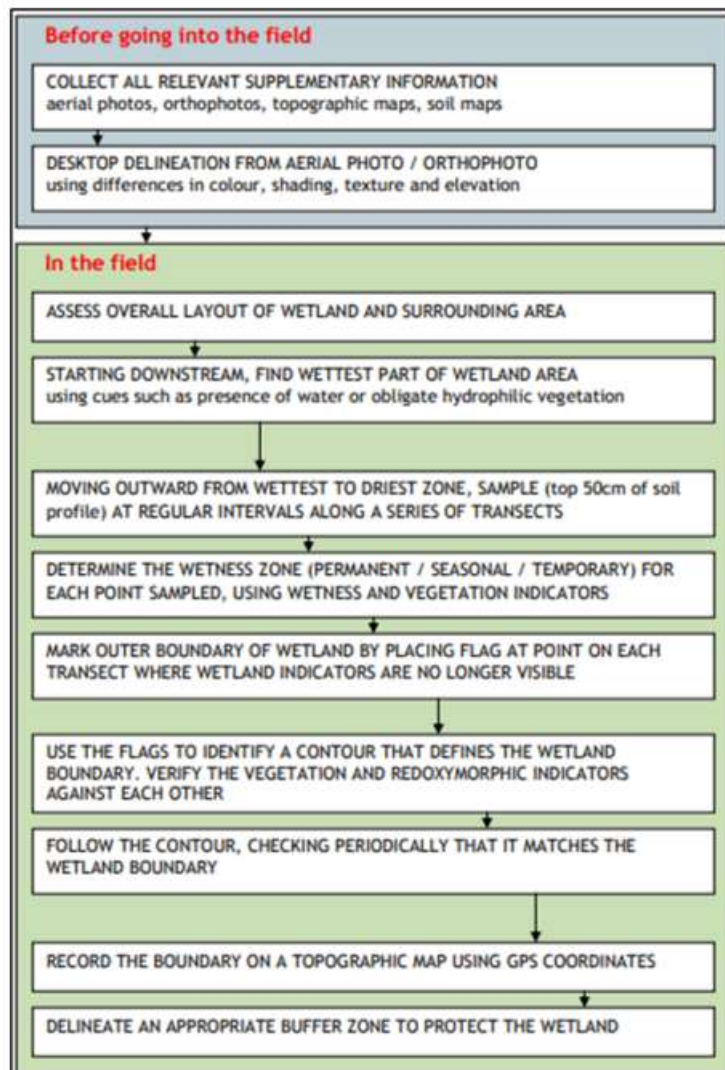 Before going into the field
COLLECT ALL RELEVANT SUPPLEMENTARY INFORMATION
aerial photos, orthophotos, topographic maps, soil maps
DESKTOP DELINEATION FROM AERIAL PHOTO / ORTHOPHOTO
using differences in colour, shading, texture and elevation
In the field
ASSESS OVERALL LAYOUT OF WETLAND AND SURROUNDING AREA
STARTING DOWNSTREAM, FIND WETTEST PART OF WETLAND AREA
using cues such as presence of water or obligate hydrophilic vegetation
MOVING OUTWARD FROM WETTEST TO DRIEST ZONE, SAMPLE (top 50cm of soil
profile) AT REGULAR INTERVALS ALONG A SERIES OF TRANSECTS
DETERMINE THE WETNESS ZONE (PERMANENT / SEASONAL / TEMPORARY) FOR
EACH POINT SAMPLED, USING WETNESS AND VEGETATION INDICATORS
MARK OUTER BOUNDARY OF WETLAND BY PLACING FLAG AT POINT ON EACH
TRANSECT WHERE WETLAND INDICATORS ARE NO LONGER VISIBLE
USE THE FLAGS TO IDENTIFY A CONTOUR THAT DEFINES THE WETLAND
BOUNDARY. VERIFY THE VEGETATION AND REDOXYMORPHIC INDICATORS
AGAINST EACH OTHER
FOLLOW THE CONTOUR, CHECKING PERIODICALLY THAT IT MATCHES THE
WETLAND BOUNDARY
RECORD THE BOUNDARY ON A TOPOGRAPHIC MAP USING GPS COORDINATES
DELINEATE AN APPROPRIATE BUFFER ZONE TO PROTECT THE WETLAND